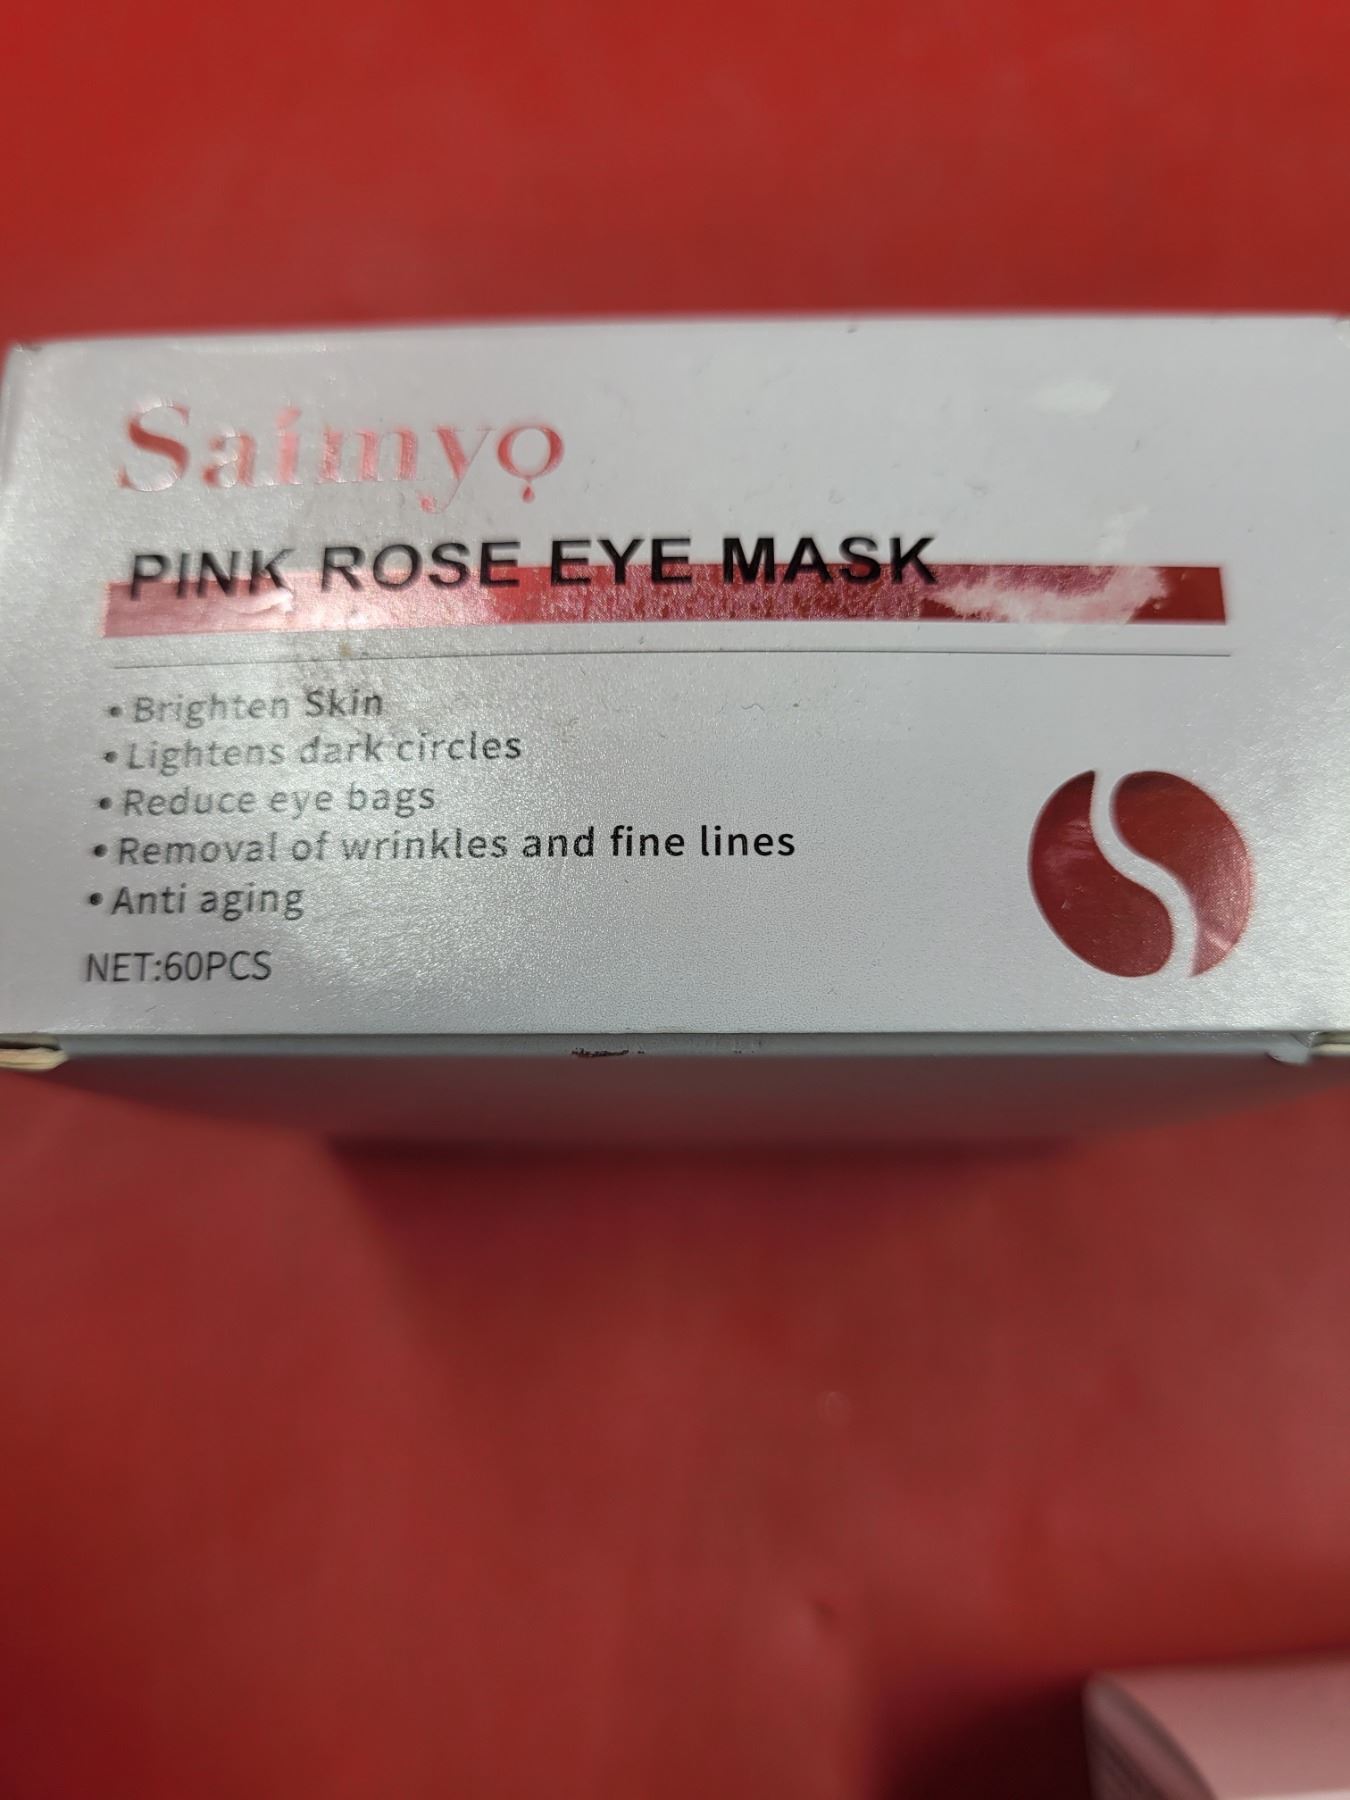 Saimyo
PINK ROSE EYE MASK
• Brighten Skin
• Lightens dark circles
• Reduce eye bags
• Removal of wrinkles and fine lines
• Anti aging
NET:60PCS